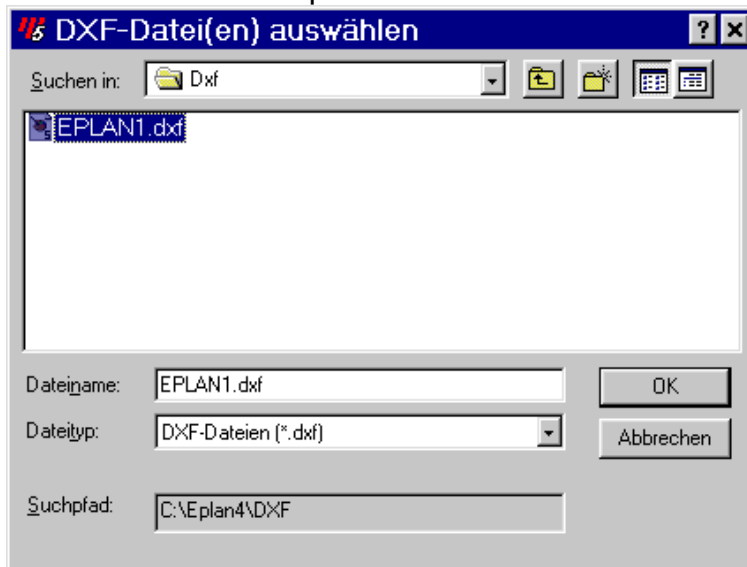 DXF-Datei(en) auswählen
Suchen in: Dxf
EPLAN1.dxf
Dateiname: EPLAN1.dxf
OK
Dateityp: DXF-Dateien (*.dxf)
Abbrechen
Suchpfad: C:\Eplan4\DXF